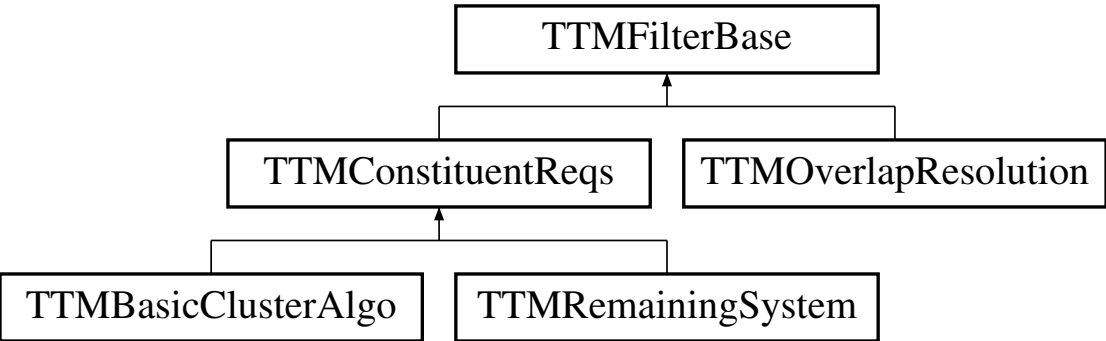 TTMFilterBase
TTMConstituentReqs
TTMOverlapResolution
TTMBasicClusterAlgo
TTMRemainingSystem